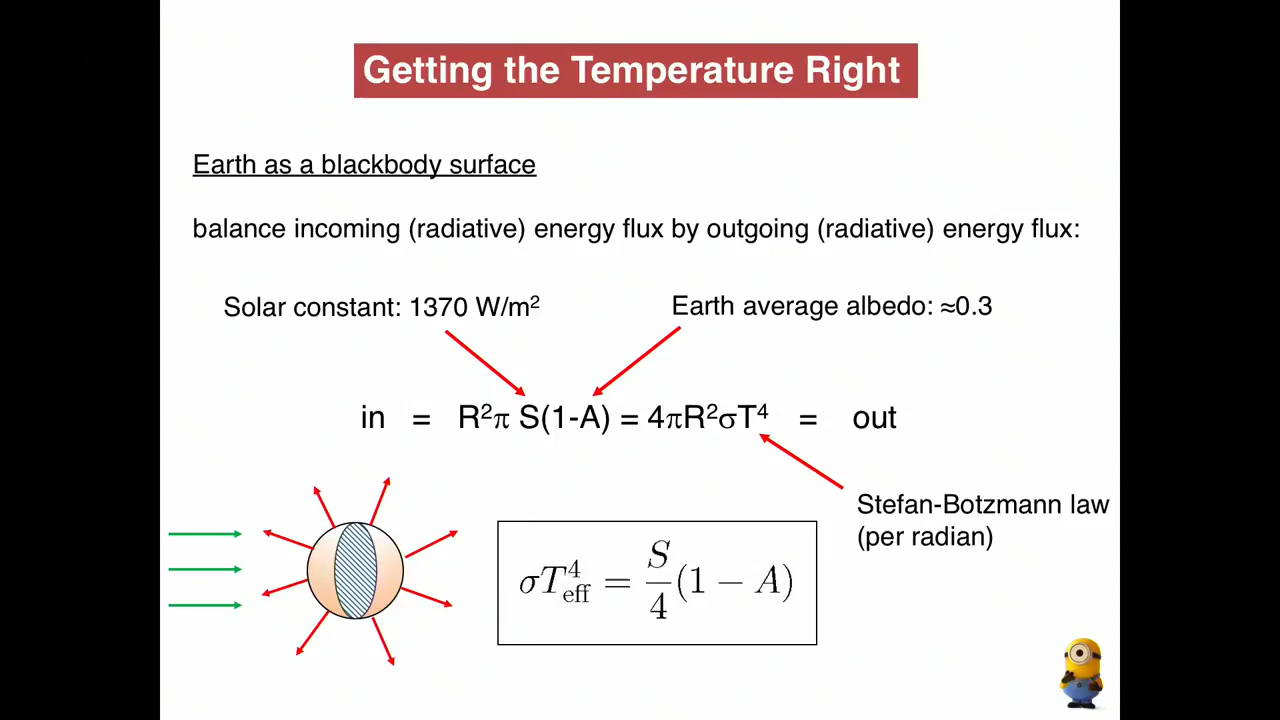 Getting the Temperature Right
Earth as a blackbody surface
balance incoming (radiative) energy flux by outgoing (radiative) energy flux:
Solar constant: 1370 W/m²
Earth average albedo: ≈0.3
in = R²π S(1-A) = 4πR²σT⁴ = out
Stefan-Botzmann law
(per radian)
σT⁴_eff = S/4 (1 − A)